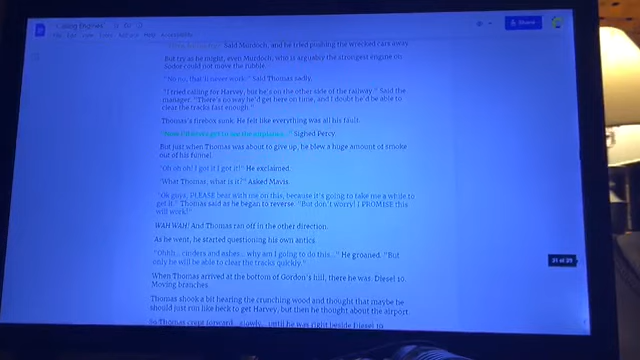 Said Murdoch, and he tried pushing the wrecked cars away.
But try as he might, even Murdoch, who is arguably the strongest engine on
Sodor could not move the rubble.
"No no, that'll never work!" Said Thomas sadly.
"I tried calling for Harvey, but he's on the other side of the railway." Said the
manager. "There's no way he'd get here on time, and I doubt he'd be able to
clear the tracks fast enough."
Thomas's firebox sunk. He felt like everything was all his fault.
Sighed Percy.
But just when Thomas was about to give up, he blew a huge amount of smoke
out of his funnel.
"Oh oh oh! I got it I got it!" He exclaimed.
"What Thomas, what is it?" Asked Mavis.
"Ok guys, PLEASE bear with me on this, because it's going to take me a while to
get it." Thomas said as he began to reverse. "But don't worry! I PROMISE this
will work!"
WAH WAH! And Thomas ran off in the other direction.
As he went, he started questioning his own antics.
"Ohhh... cinders and ashes... why am I going to do this..." He groaned. "But
only he will be able to clear the tracks quickly."
When Thomas arrived at the bottom of Gordon's hill, there he was. Diesel 10.
Moving branches.
Thomas shook a bit hearing the crunching wood and thought that maybe he
should just run like heck to get Harvey, but then he thought about the airport.
So Thomas crept forward... slowly... until he was right beside Diesel 10
Share